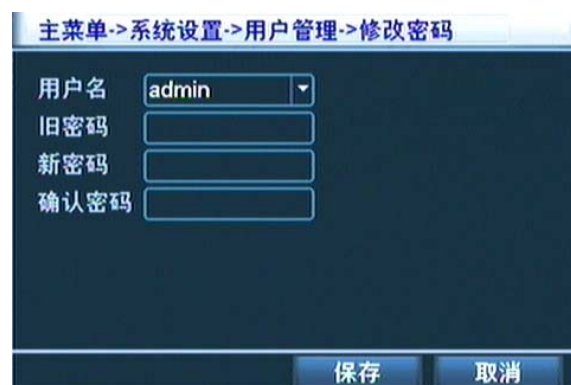 主菜单->系统设置->用户管理->修改密码
用户名 admin
旧密码
新密码
确认密码
保存 取消